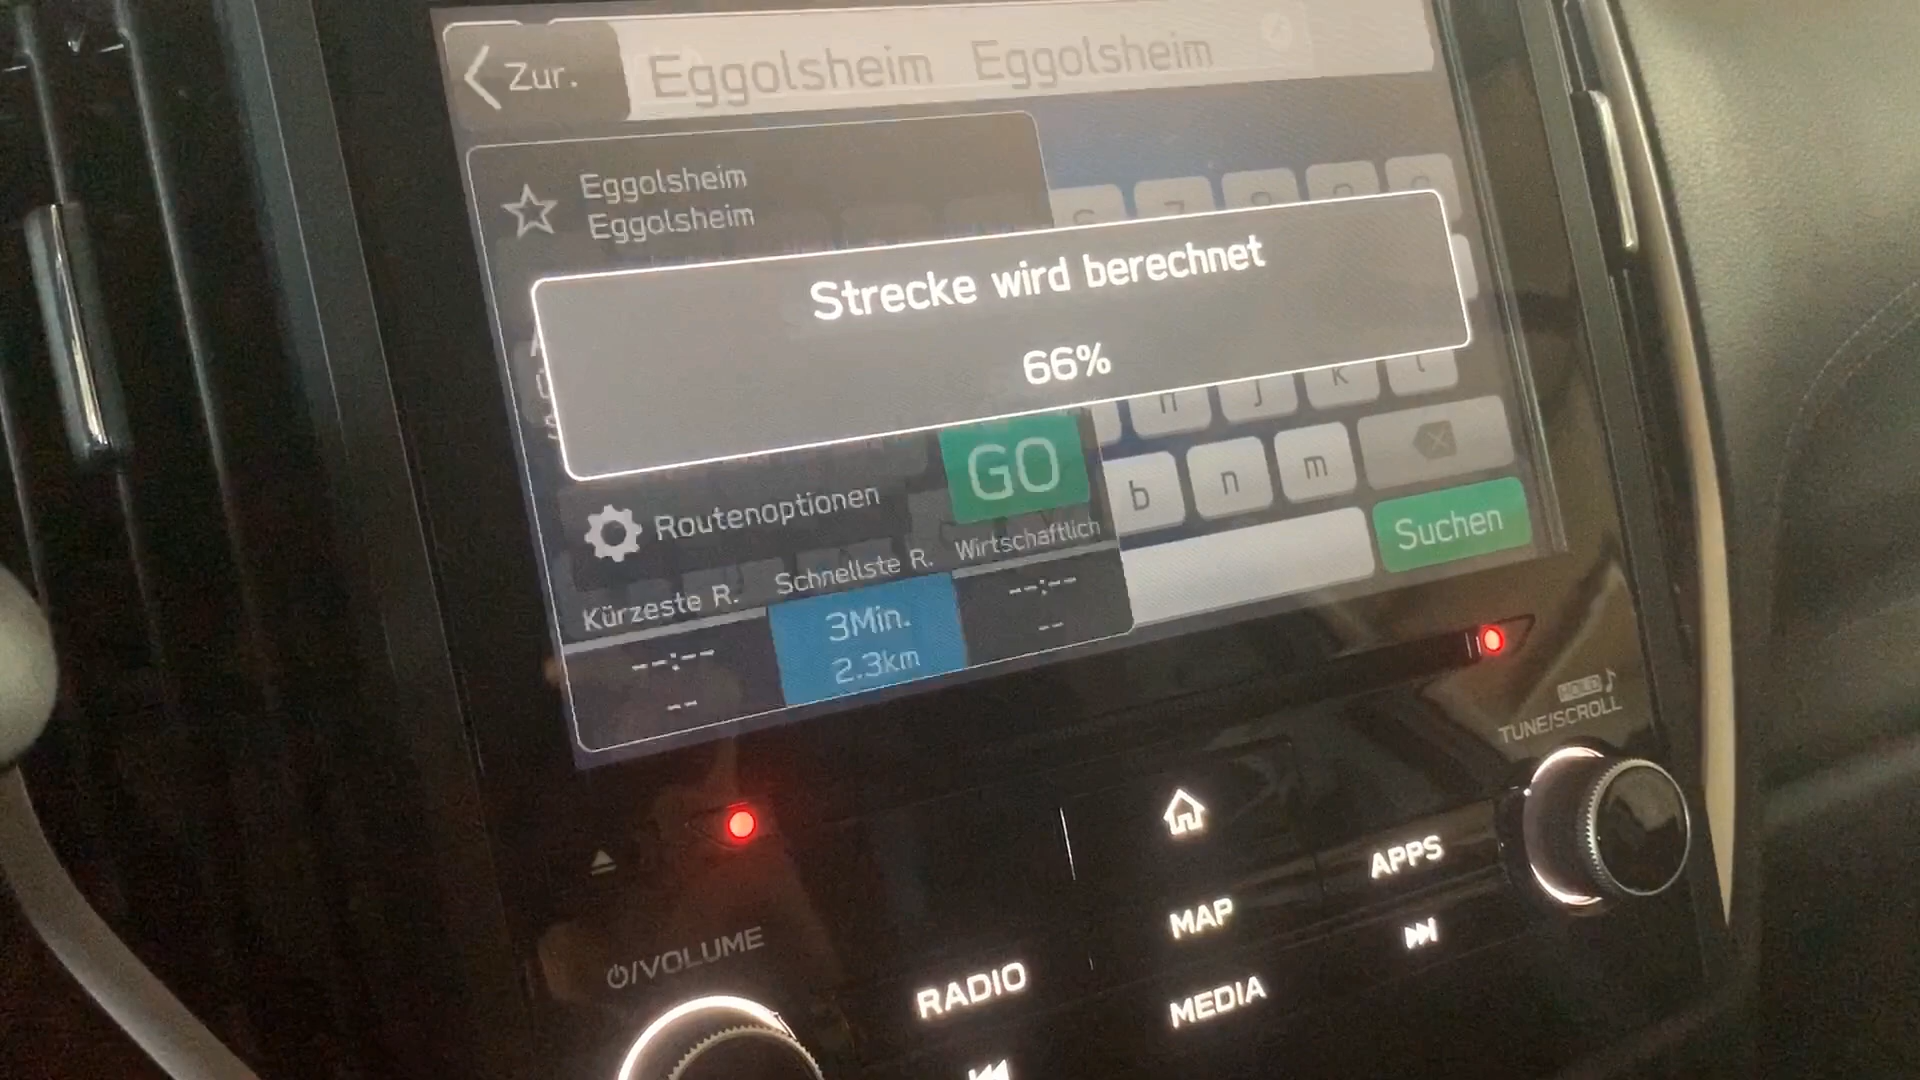 Zur.
Eggolsheim Eggolsheim
Eggolsheim
Eggolsheim
Strecke wird berechnet
66%
GO
Routenoptionen
Kürzeste R. Schnellste R. Wirtschaftlich
--:-- 3Min. --:--
-- 2.3km --
j k l
b n m
Suchen
HOLD
TUNE/SCROLL
APPS
MAP
VOLUME
RADIO
MEDIA